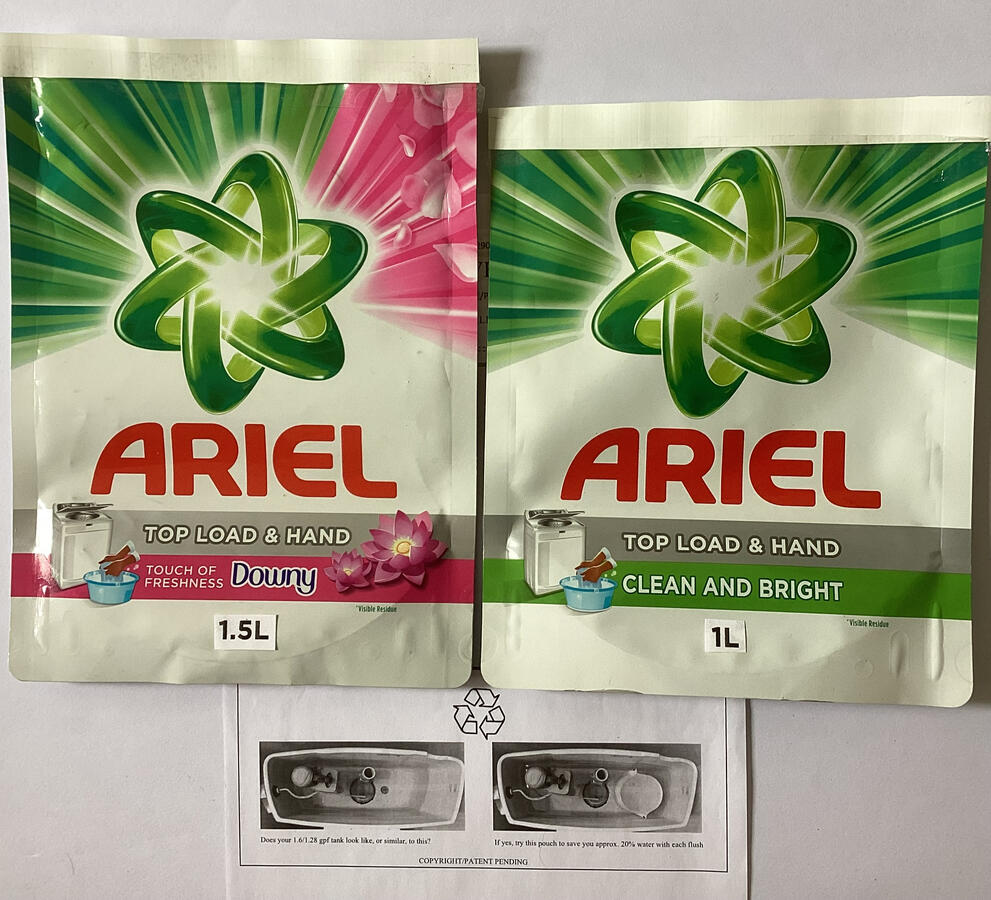 ARIEL
TOP LOAD & HAND
TOUCH OF
FRESHNESS Downy
*Visible Residue
1.5L
ARIEL
TOP LOAD & HAND
CLEAN AND BRIGHT
*Visible Residue
1L
Does your 1.6/1.28 gpf tank look like, or similar, to this?
If yes, try this pouch to save you approx. 20% water with each flush
COPYRIGHT/PATENT PENDING